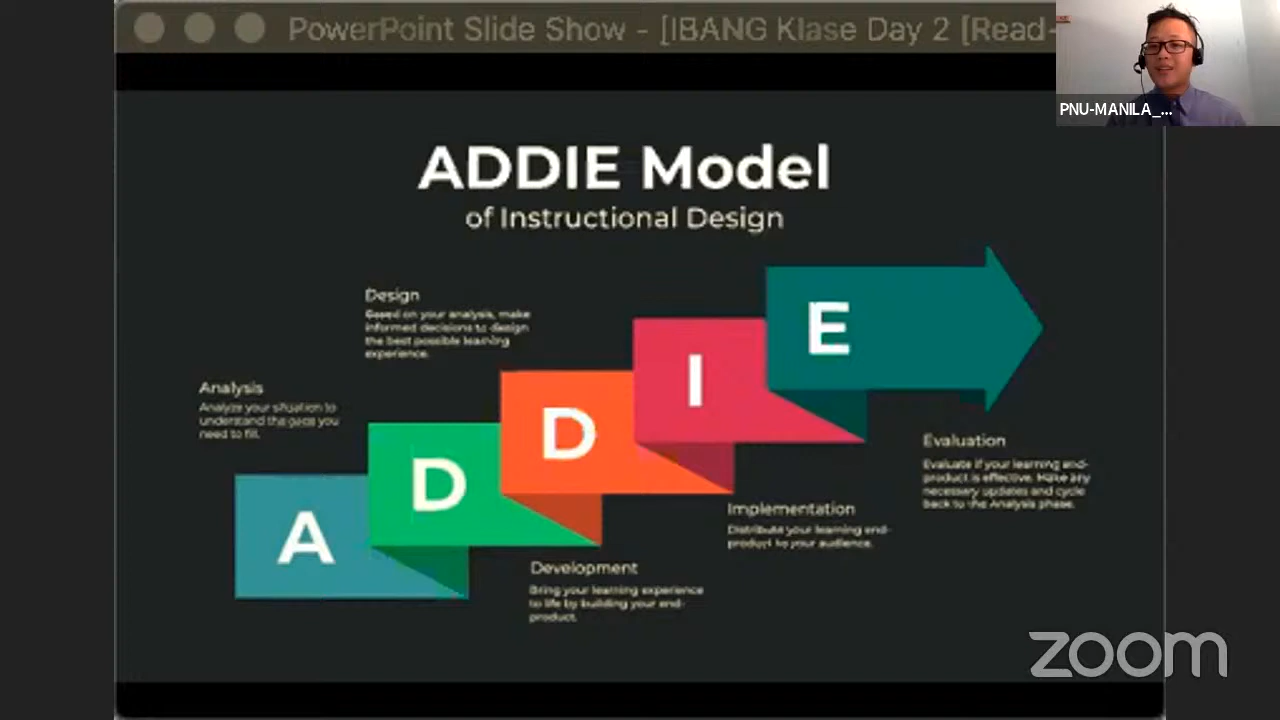 PowerPoint Slide Show - [IBANG Klase Day 2 [Read-
PNU-MANILA_...
ADDIE Model
of Instructional Design
Design
Based on your analysis, make
informed decisions to design
the best possible learning
experience.
Analysis
Analyze your situation to
understand the gaps you
need to fill.
A
D
D
I
E
Evaluation
Evaluate if your learning end-
product is effective. Make any
necessary updates and cycle
back to the Analysis phase.
Implementation
Distribute your learning end-
product to your audience.
Development
Bring your learning experience
to life by building your end-
product.
zoom